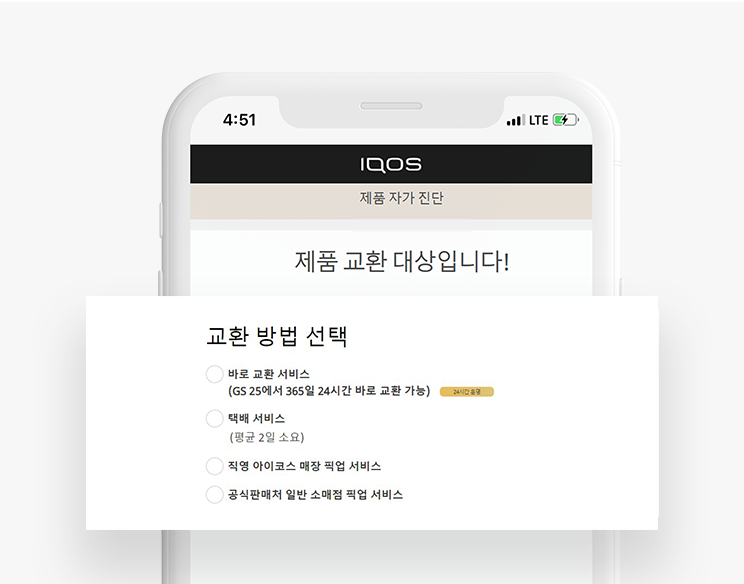 4:51
LTE
IQOS
제품 자가 진단
제품 교환 대상입니다!
교환 방법 선택
바로 교환 서비스
(GS 25에서 365일 24시간 바로 교환 가능) 24시간 운영
택배 서비스
(평균 2일 소요)
직영 아이코스 매장 픽업 서비스
공식판매처 일반 소매점 픽업 서비스